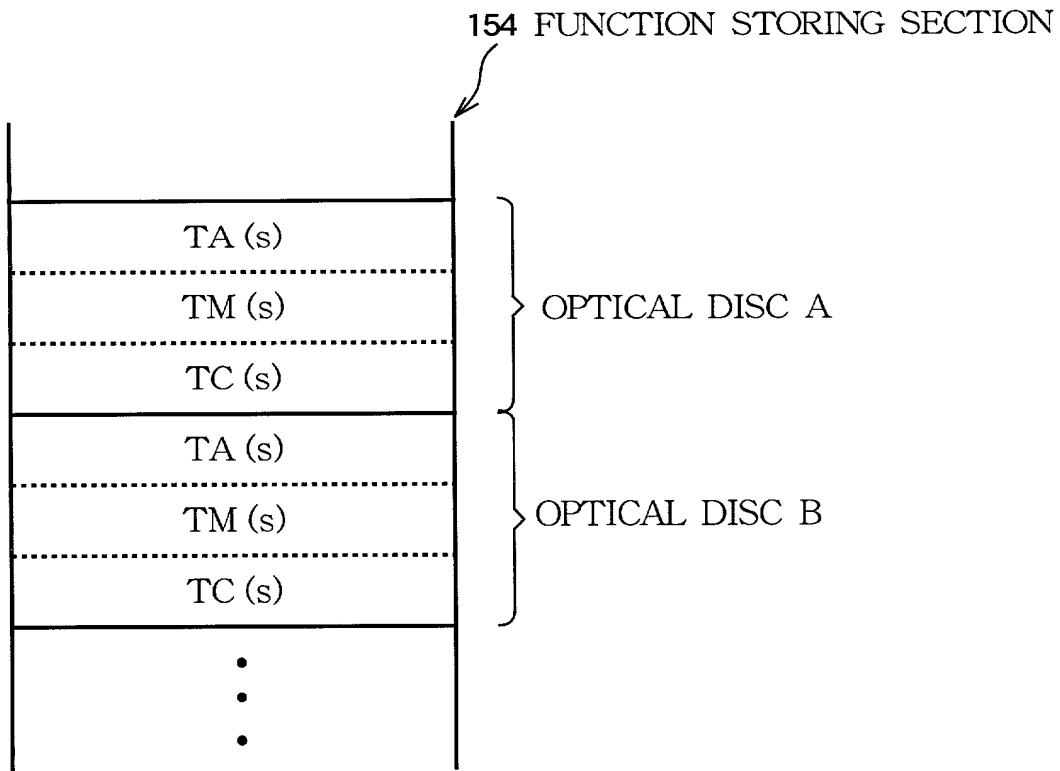 154 FUNCTION STORING SECTION
TA (s)
TM (s)
TC (s)
OPTICAL DISC A
TA (s)
TM (s)
TC (s)
OPTICAL DISC B